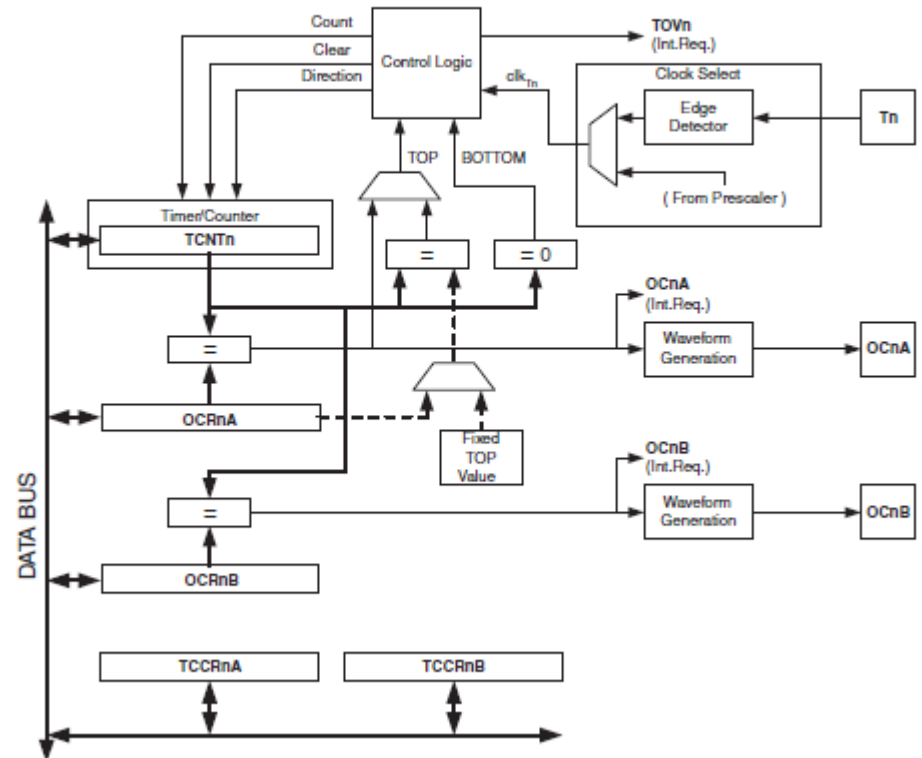 Count
Clear
Direction
Control Logic
TOVn
(Int.Req.)
clkTn
Clock Select
Edge
Detector
Tn
( From Prescaler )
TOP
BOTTOM
Timer/Counter
TCNTn
=
= 0
OCnA
(Int.Req.)
=
Waveform
Generation
OCnA
OCRnA
Fixed
TOP
Value
OCnB
(Int.Req.)
=
Waveform
Generation
OCnB
DATA BUS
OCRnB
TCCRnA
TCCRnB